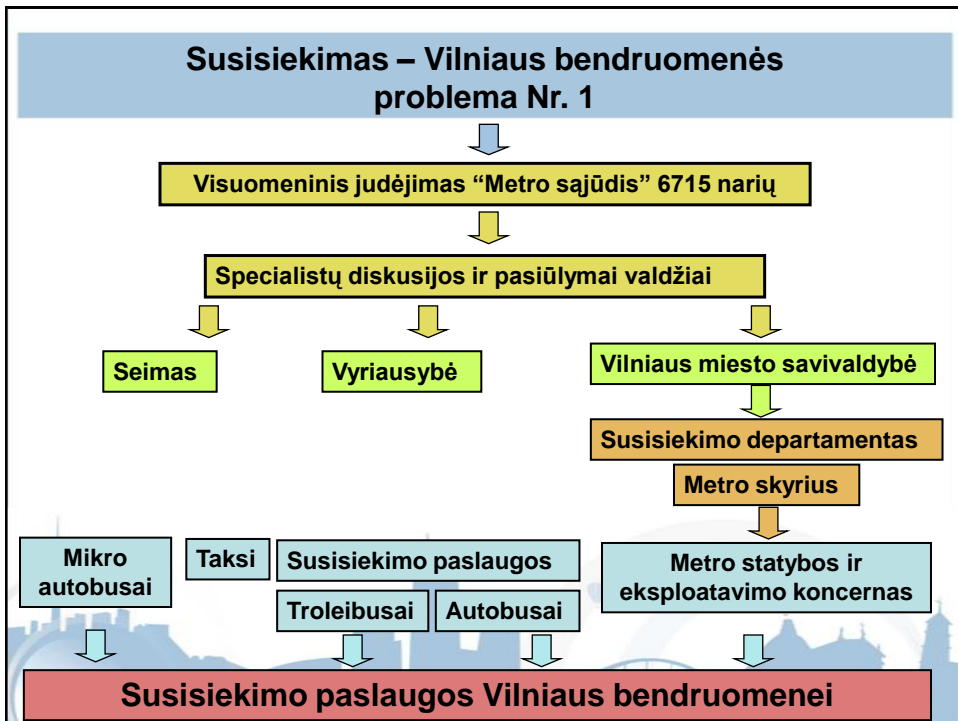 Susisiekimas – Vilniaus bendruomenės
problema Nr. 1
Visuomeninis judėjimas “Metro sąjūdis” 6715 narių
Specialistų diskusijos ir pasiūlymai valdžiai
Seimas
Vyriausybė
Vilniaus miesto savivaldybė
Susisiekimo departamentas
Metro skyrius
Mikro
autobusai
Taksi
Susisiekimo paslaugos
Troleibusai
Autobusai
Metro statybos ir
eksploatavimo koncernas
Susisiekimo paslaugos Vilniaus bendruomenei